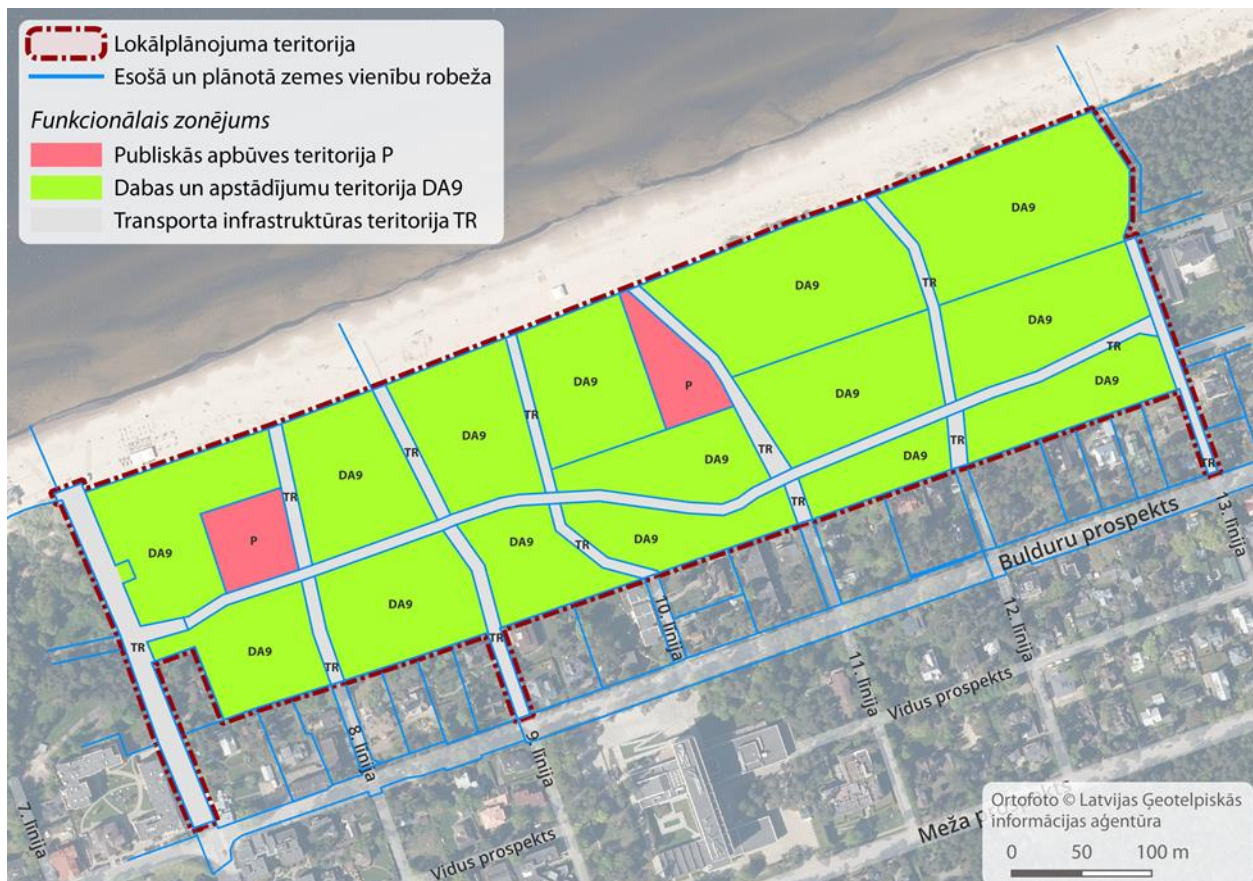 Lokālplānojuma teritorija
Esošā un plānotā zemes vienību robeža
Funkcionālais zonējums
Publiskās apbūves teritorija P
Dabas un apstādījumu teritorija DA9
Transporta infrastruktūras teritorija TR
DA9
DA9
TR
DA9
DA9
TR
DA9
P
DA9
DA9
TR
DA9
TR
DA9
DA9
TR
DA9
TR
TR
TR
DA9
P
DA9
TR
DA9
DA9
TR
DA9
TR
DA9
TR
TR
Bulduru prospekts
13. līnija
12. līnija
11. līnija
10. līnija
9. līnija
8. līnija
7. līnija
Vidus prospekts
Vidus prospekts
Meža prospekts
Ortofoto © Latvijas Ģeotelpiskās
informācijas aģentūra
0 50 100 m